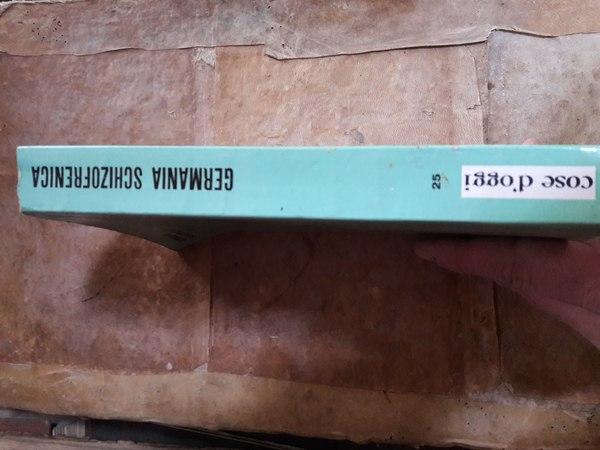 cose d'oggi
25
GERMANIA SCHIZOFRENICA